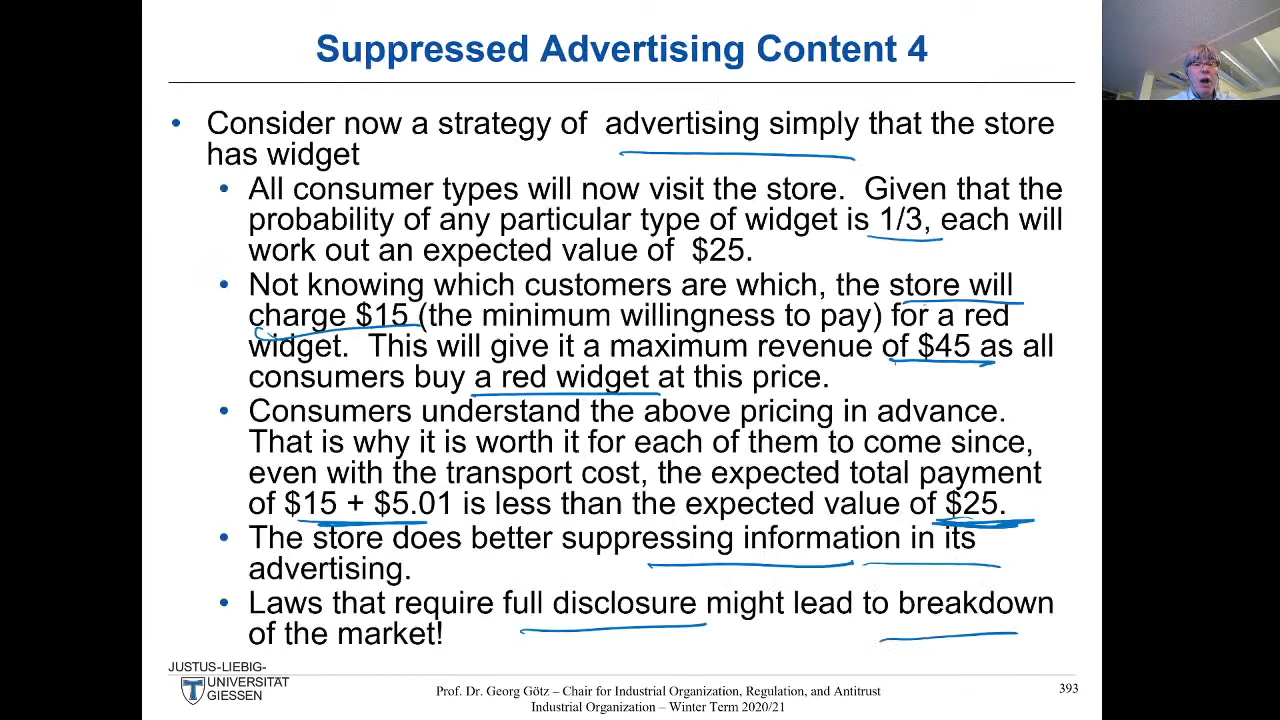 Suppressed Advertising Content 4
• Consider now a strategy of advertising simply that the store
has widget
• All consumer types will now visit the store. Given that the
probability of any particular type of widget is 1/3, each will
work out an expected value of $25.
• Not knowing which customers are which, the store will
charge $15 (the minimum willingness to pay) for a red
widget. This will give it a maximum revenue of $45 as all
consumers buy a red widget at this price.
• Consumers understand the above pricing in advance.
That is why it is worth it for each of them to come since,
even with the transport cost, the expected total payment
of $15 + $5.01 is less than the expected value of $25.
• The store does better suppressing information in its
advertising.
• Laws that require full disclosure might lead to breakdown
of the market!
JUSTUS-LIEBIG-
UNIVERSITÄT
GIESSEN
Prof. Dr. Georg Götz – Chair for Industrial Organization, Regulation, and Antitrust
Industrial Organization – Winter Term 2020/21
393